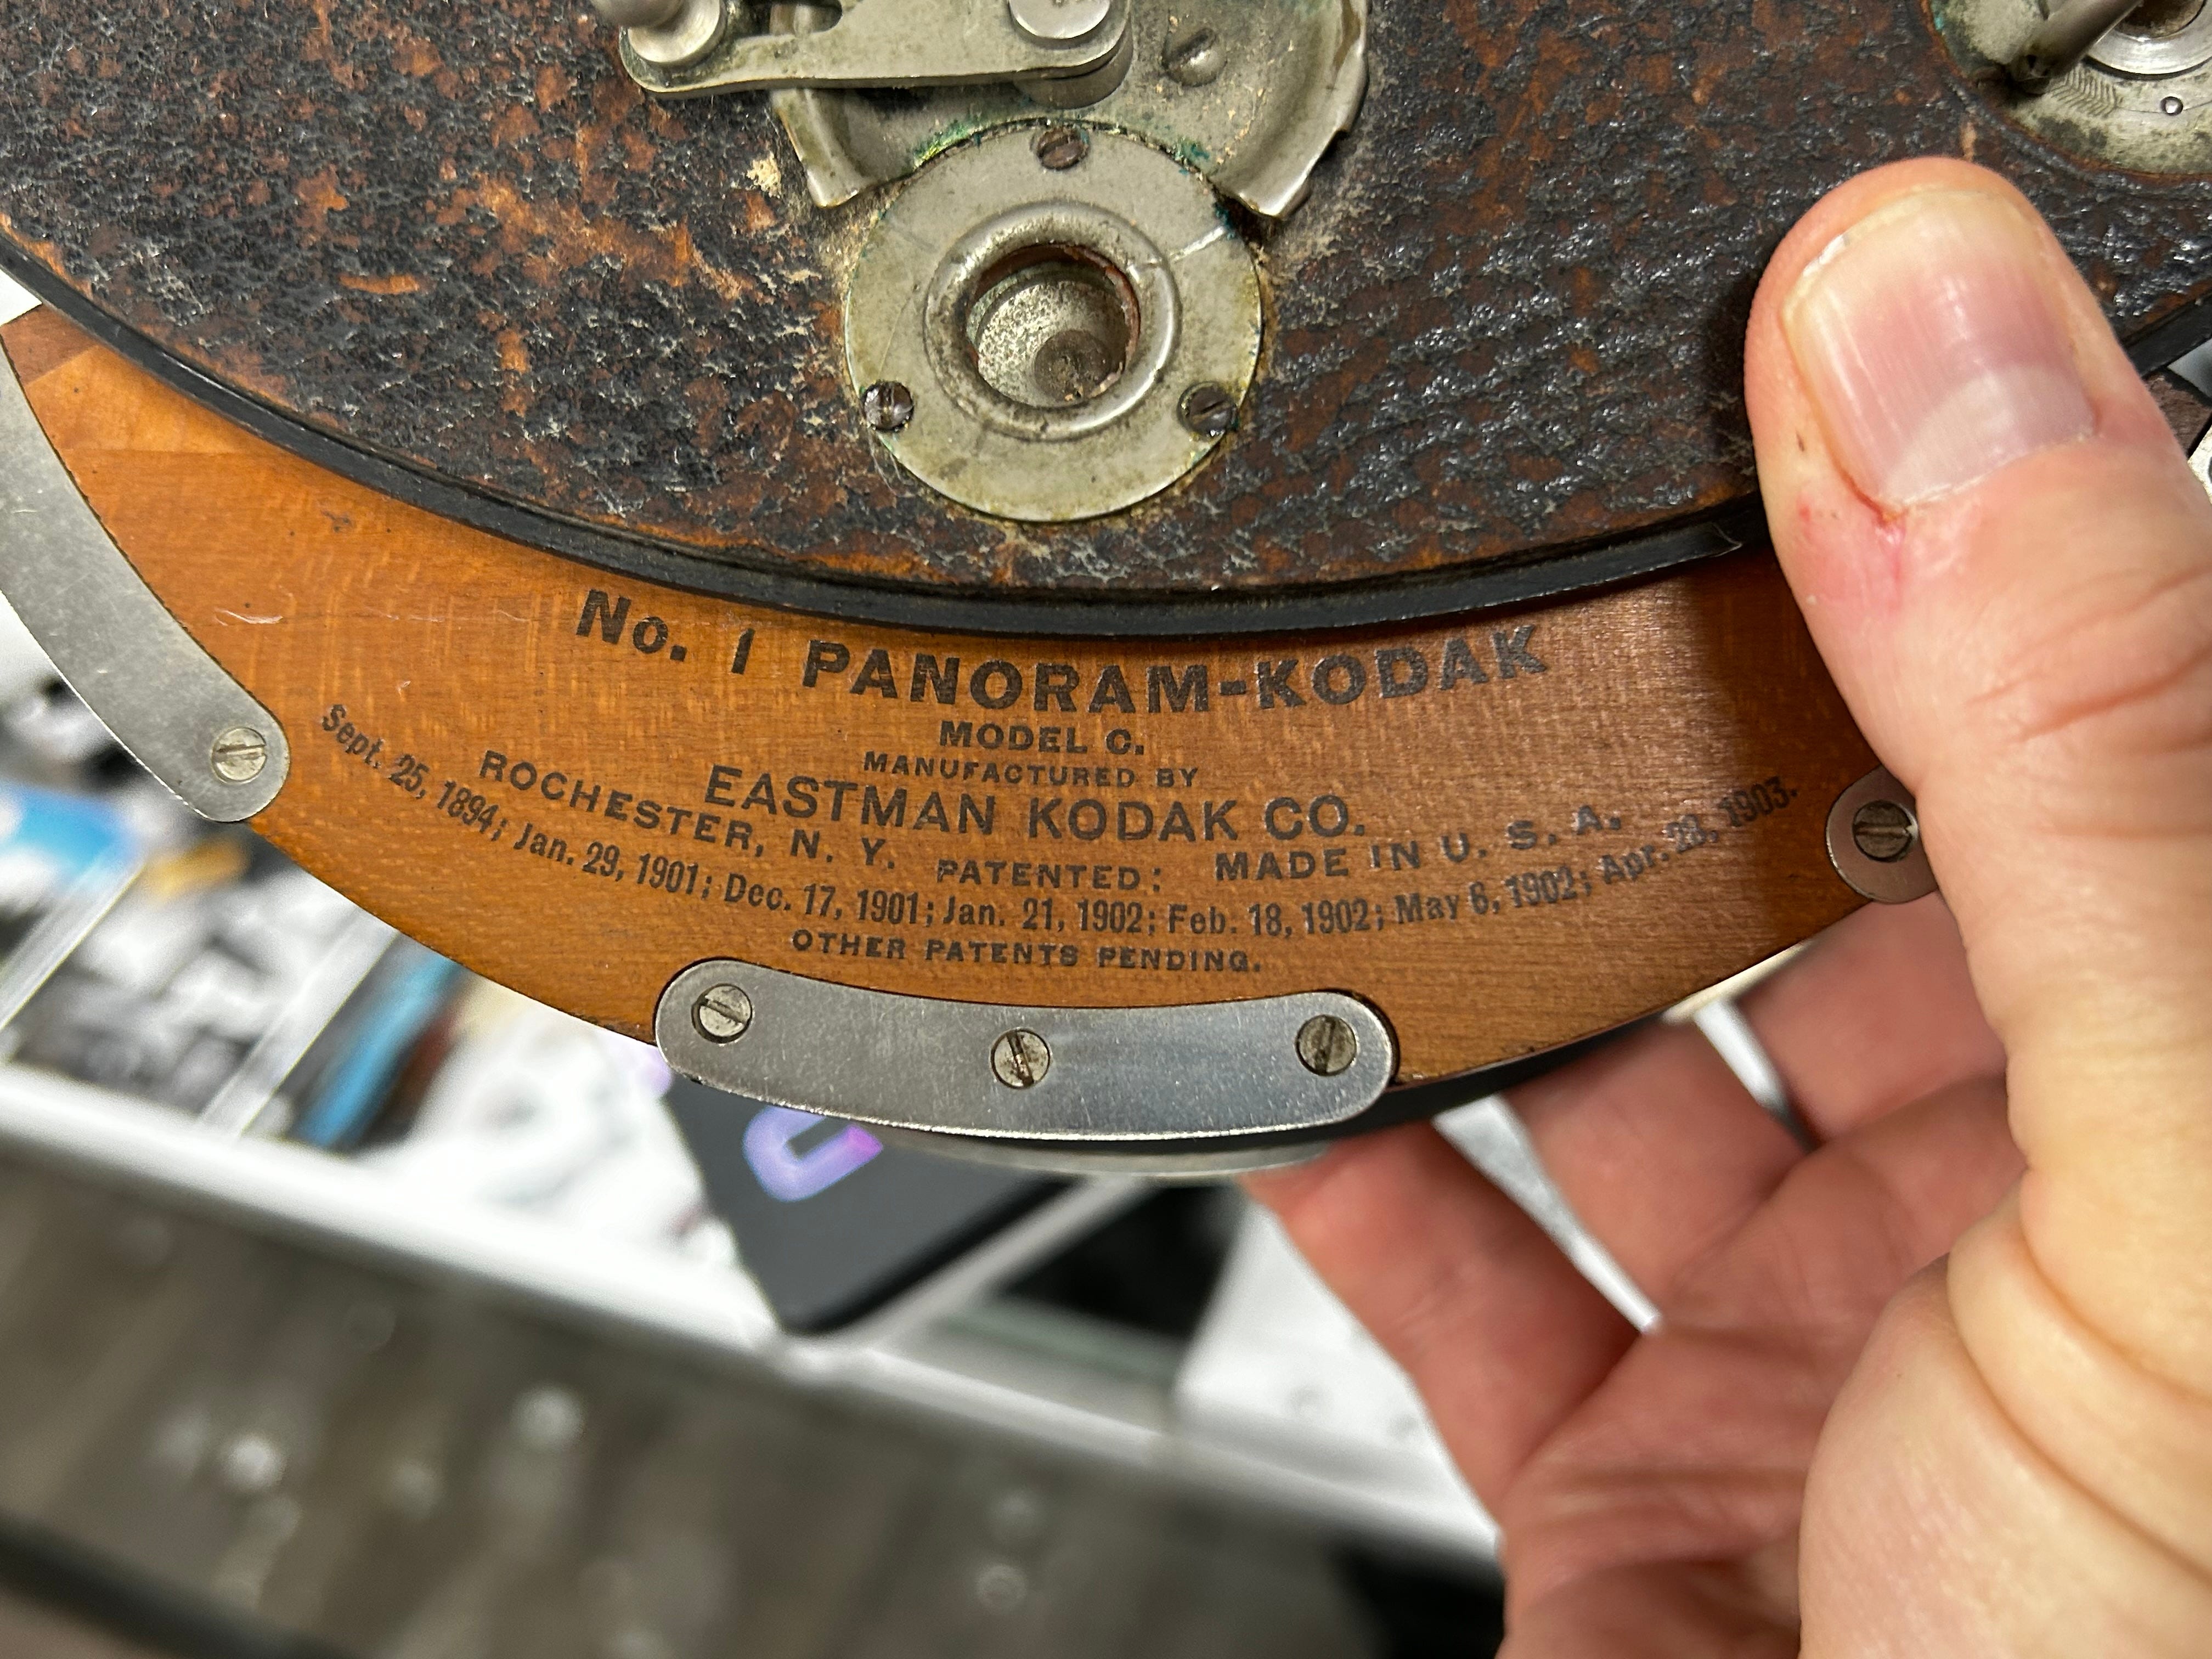 No. 1 PANORAM-KODAK
MODEL C.
MANUFACTURED BY
EASTMAN KODAK CO.
ROCHESTER, N. Y. PATENTED: MADE IN U. S. A.
Sept. 25, 1894; Jan. 29, 1901; Dec. 17, 1901; Jan. 21, 1902; Feb. 18, 1902; May 6, 1902; Apr. 23, 1903.
OTHER PATENTS PENDING.